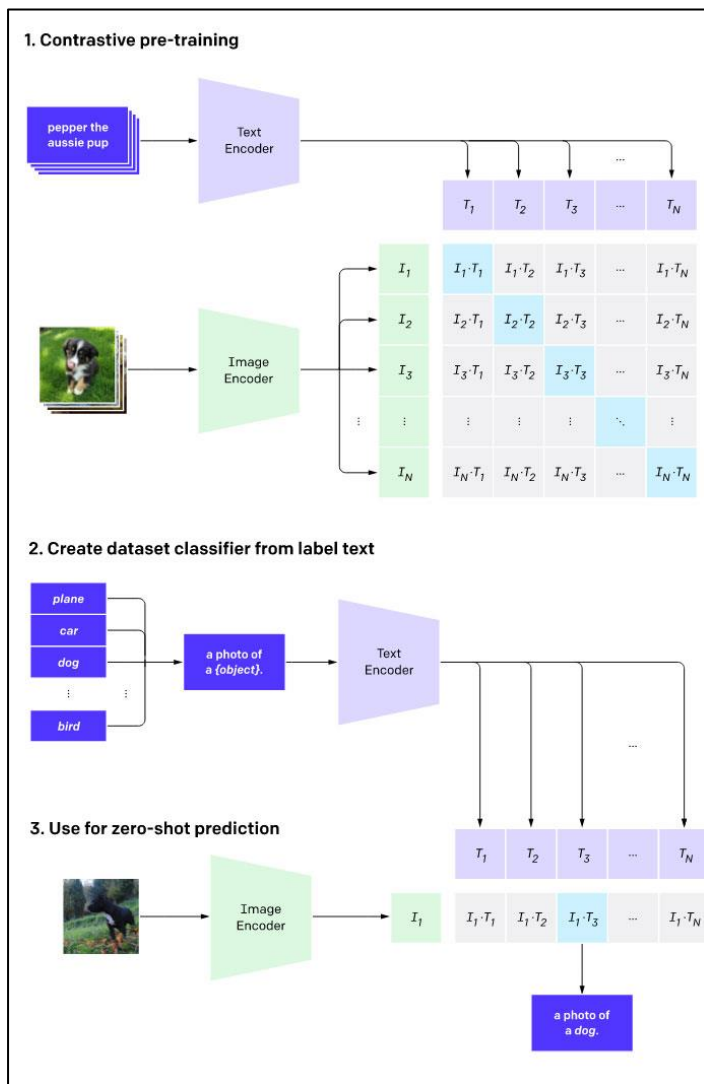 1. Contrastive pre-training
pepper the
aussie pup
Text
Encoder
...
T1 T2 T3 ... TN
I1 I1·T1 I1·T2 I1·T3 ... I1·TN
I2 I2·T1 I2·T2 I2·T3 ... I2·TN
Image
Encoder
I3 I3·T1 I3·T2 I3·T3 ... I3·TN
⋮ ⋮ ⋮ ⋮ ⋮ ⋱ ⋮
IN IN·T1 IN·T2 IN·T3 ... IN·TN
2. Create dataset classifier from label text
plane
car
dog
⋮ ⋮
bird
a photo of
a {object}.
Text
Encoder
...
3. Use for zero-shot prediction
T1 T2 T3 ... TN
Image
Encoder
I1 I1·T1 I1·T2 I1·T3 ... I1·TN
a photo of
a dog.